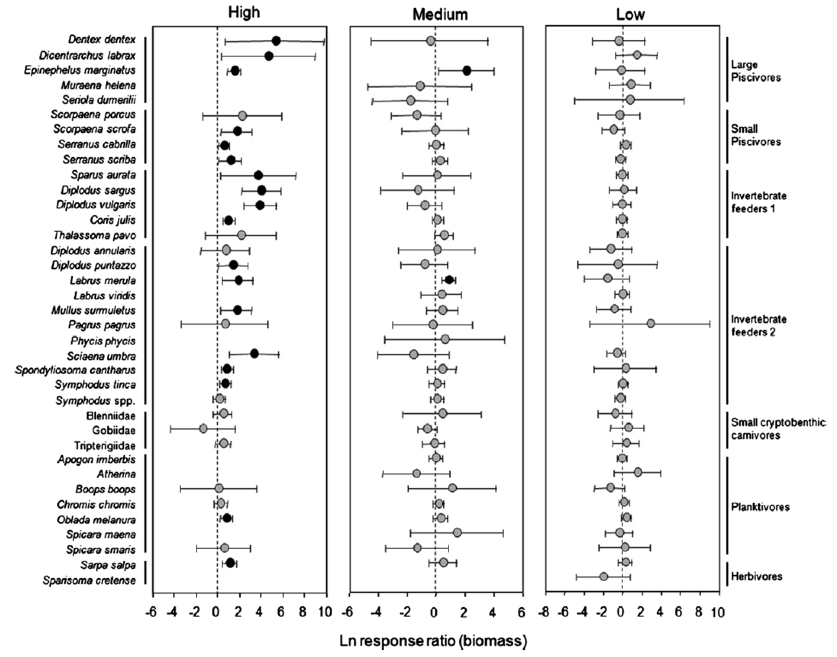 High Medium Low
Dentex dentex
Dicentrarchus labrax
Epinephelus marginatus
Muraena helena
Seriola dumerilii
Large
Piscivores
Scorpaena porcus
Scorpaena scrofa
Serranus cabrilla
Serranus scriba
Small
Piscivores
Sparus aurata
Diplodus sargus
Diplodus vulgaris
Coris julis
Thalassoma pavo
Invertebrate
feeders 1
Diplodus annularis
Diplodus puntazzo
Labrus merula
Labrus viridis
Mullus surmuletus
Pagrus pagrus
Phycis phycis
Sciaena umbra
Spondyliosoma cantharus
Symphodus tinca
Symphodus spp.
Invertebrate
feeders 2
Blenniidae
Gobiidae
Tripterigiidae
Small cryptobenthic
carnivores
Apogon imberbis
Atherina
Boops boops
Chromis chromis
Oblada melanura
Spicara maena
Spicara smaris
Planktivores
Sarpa salpa
Sparisoma cretense
Herbivores
-6 -4 -2 0 2 4 6 8 10 -6 -4 -2 0 2 4 6 -8 -6 -4 -2 0 2 4 6 8 10
Ln response ratio (biomass)